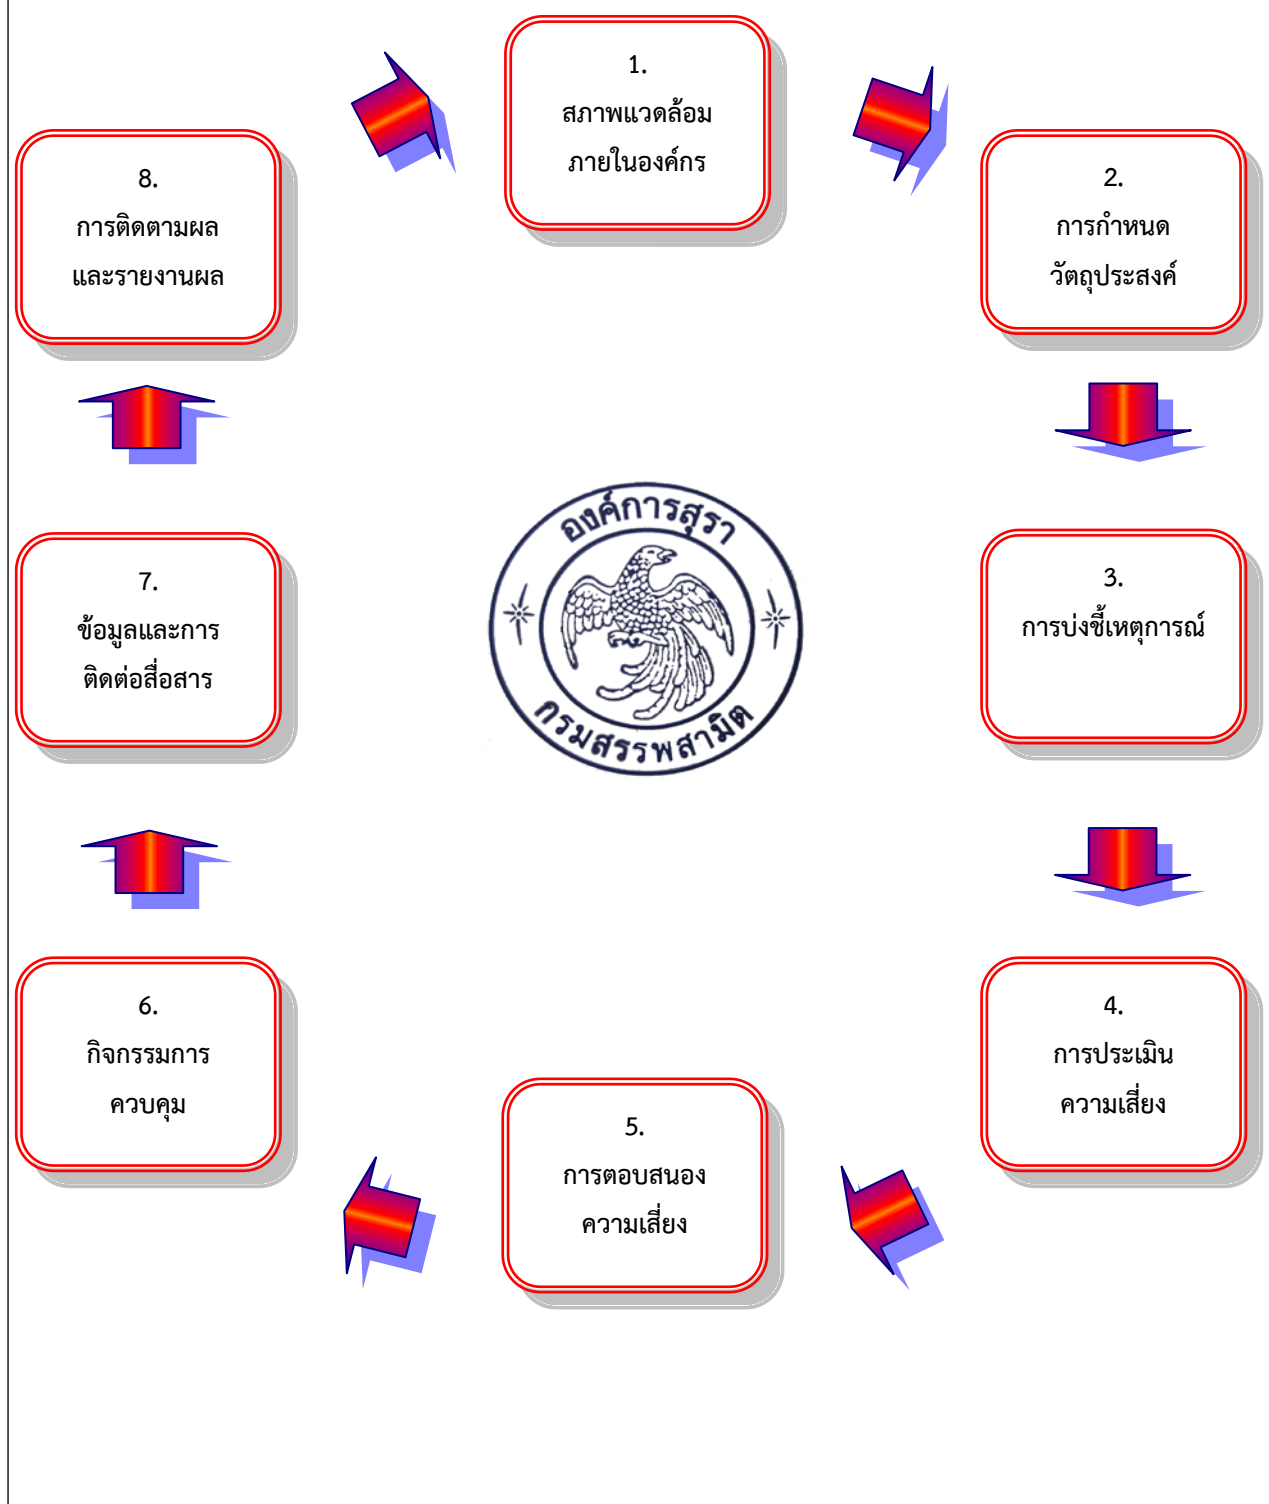 1.
สภาพแวดล้อม
ภายในองค์กร
2.
การกำหนด
วัตถุประสงค์
3.
การบ่งชี้เหตุการณ์
4.
การประเมิน
ความเสี่ยง
5.
การตอบสนอง
ความเสี่ยง
6.
กิจกรรมการ
ควบคุม
7.
ข้อมูลและการ
ติดต่อสื่อสาร
8.
การติดตามผล
และรายงานผล
องค์การสุรา
กรมสรรพสามิต